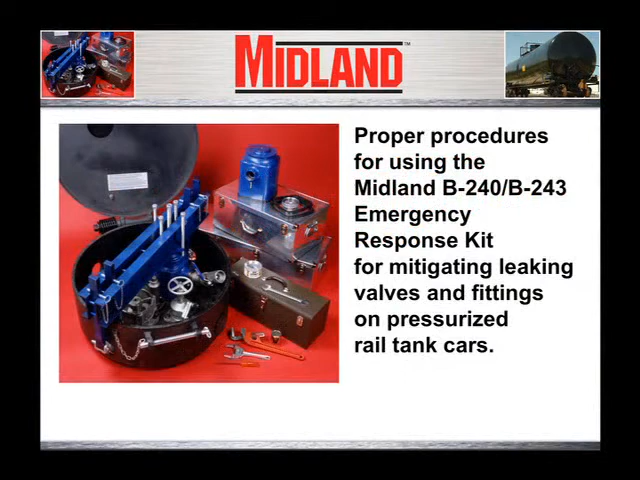 MIDLAND™
Proper procedures
for using the
Midland B-240/B-243
Emergency
Response Kit
for mitigating leaking
valves and fittings
on pressurized
rail tank cars.